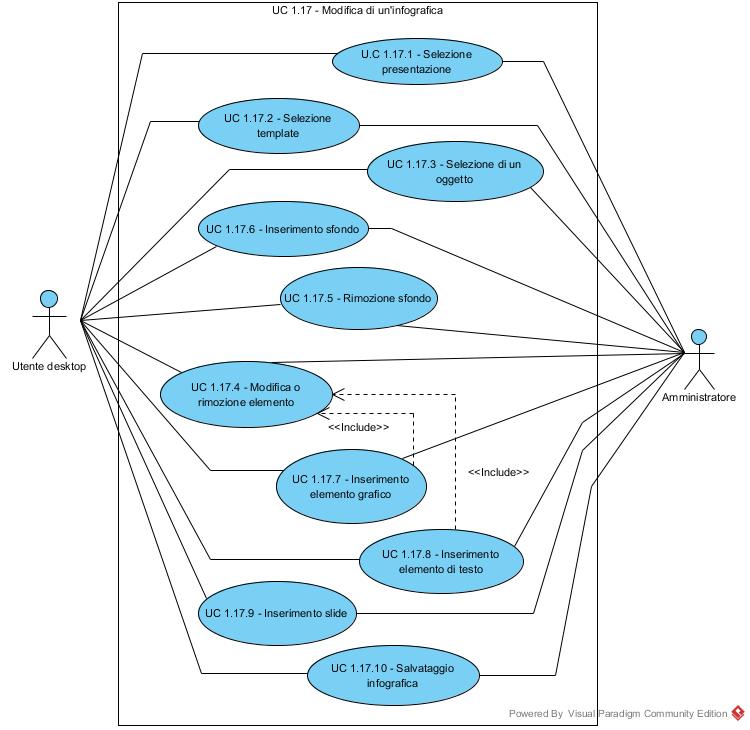 UC 1.17 - Modifica di un'infografica
U.C 1.17.1 - Selezione
presentazione
UC 1.17.2 - Selezione
template
UC 1.17.3 - Selezione di un
oggetto
UC 1.17.6 - Inserimento sfondo
UC 1.17.5 - Rimozione sfondo
Utente desktop
Amministratore
UC 1.17.4 - Modifica o
rimozione elemento
<<Include>>
<<Include>>
UC 1.17.7 - Inserimento
elemento grafico
UC 1.17.8 - Inserimento
elemento di testo
UC 1.17.9 - Inserimento slide
UC 1.17.10 - Salvataggio
infografica
Powered By Visual Paradigm Community Edition